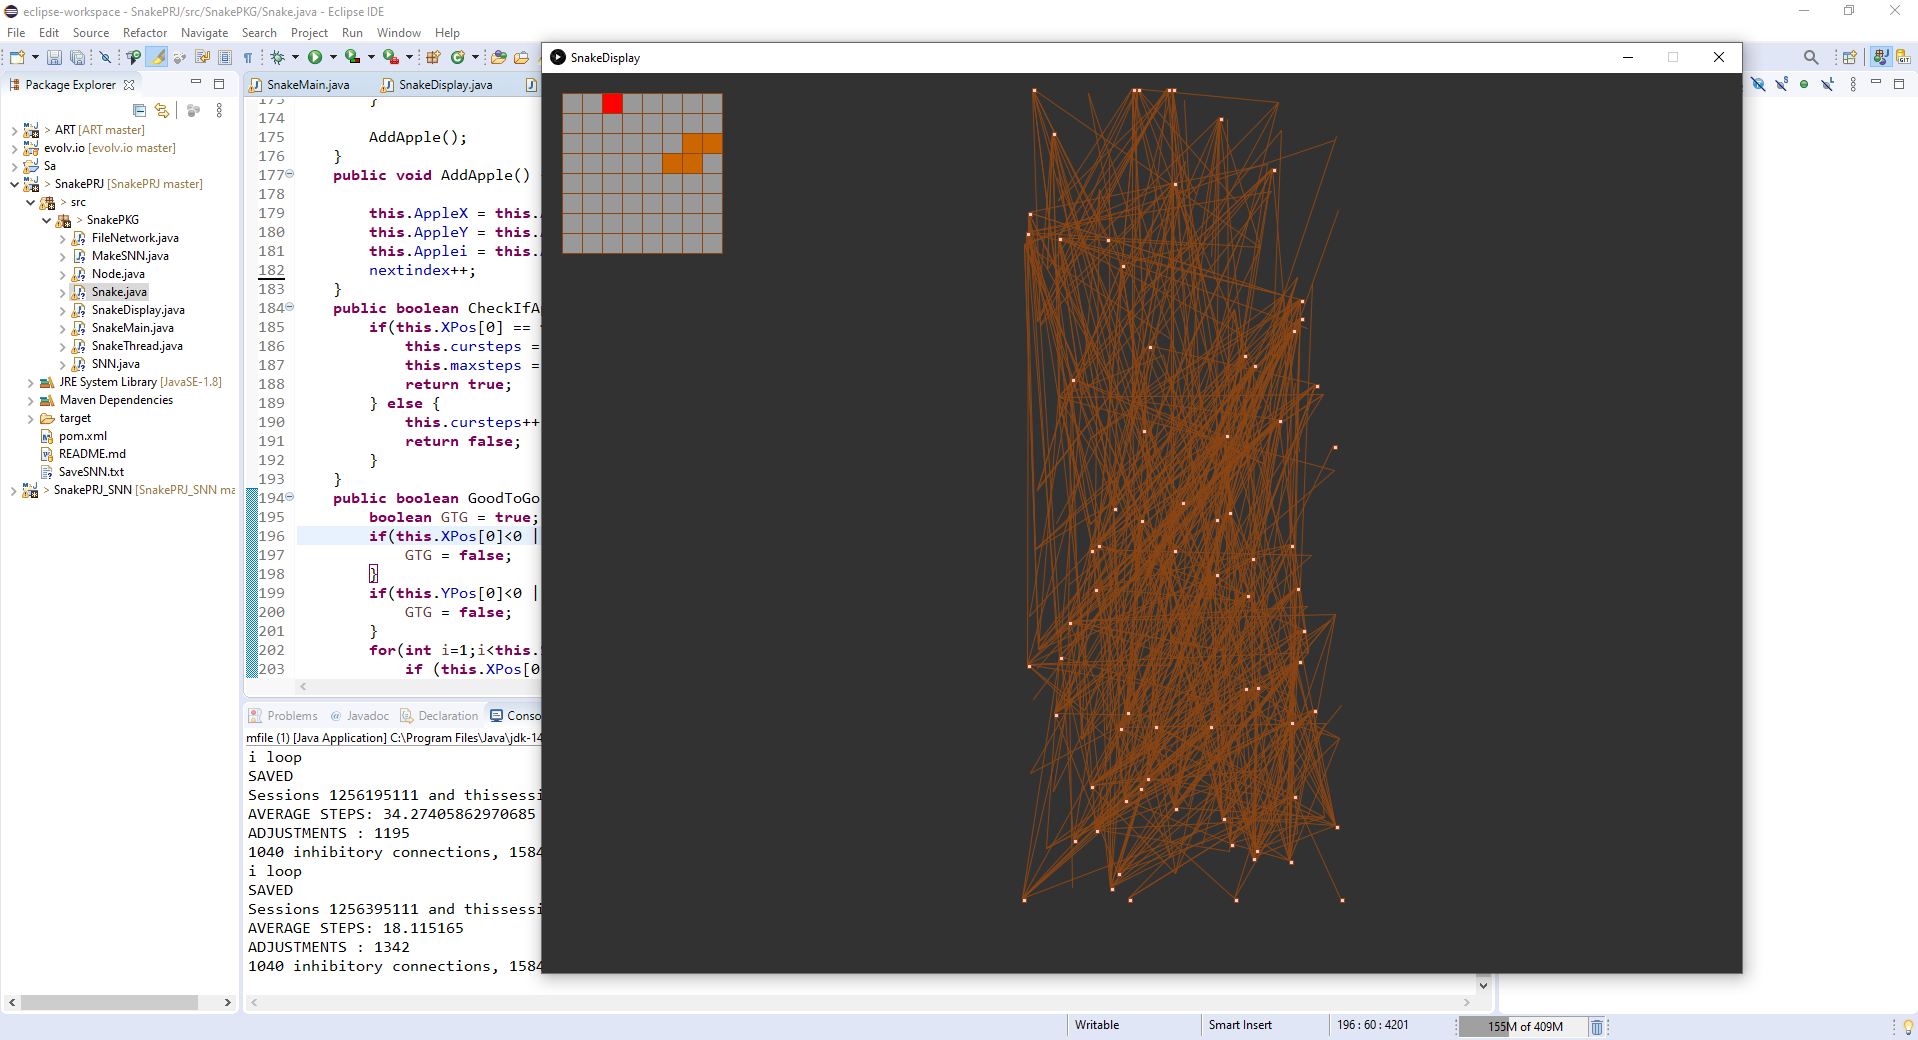 eclipse-workspace - SnakePRJ/src/SnakePKG/Snake.java - Eclipse IDE
File Edit Source Refactor Navigate Search Project Run Window Help
SnakeDisplay
Package Explorer
SnakeMain.java SnakeDisplay.java
> ART [ART master]
evolv.io [evolv.io master]
Sa
> SnakePRJ [SnakePRJ master]
> src
> SnakePKG
FileNetwork.java
MakeSNN.java
Node.java
Snake.java
SnakeDisplay.java
SnakeMain.java
SnakeThread.java
SNN.java
JRE System Library [JavaSE-1.8]
Maven Dependencies
target
pom.xml
README.md
SaveSNN.txt
> SnakePRJ_SNN [SnakePRJ_SNN ma
175 }
174
175 AddApple();
176 }
177 public void AddApple()
178
179 this.AppleX = this.
180 this.AppleY = this.
181 this.Applei = this.
182 nextindex++;
183 }
184 public boolean CheckIfA
185 if(this.XPos[0] ==
186 this.cursteps =
187 this.maxsteps =
188 return true;
189 } else {
190 this.cursteps++
191 return false;
192 }
193 }
194 public boolean GoodToGo
195 boolean GTG = true;
196 if(this.XPos[0]<0 |
197 GTG = false;
198 }
199 if(this.YPos[0]<0 |
200 GTG = false;
201 }
202 for(int i=1;i<this.
203 if (this.XPos[0
Problems @ Javadoc Declaration Conso
mfile (1) [Java Application] C:\Program Files\Java\jdk-14
i loop
SAVED
Sessions 1256195111 and thissessi
AVERAGE STEPS: 34.27405862970685
ADJUSTMENTS : 1195
1040 inhibitory connections, 1584
i loop
SAVED
Sessions 1256395111 and thissessi
AVERAGE STEPS: 18.115165
ADJUSTMENTS : 1342
1040 inhibitory connections, 1584
Writable Smart Insert 196 : 60 : 4201 155M of 409M